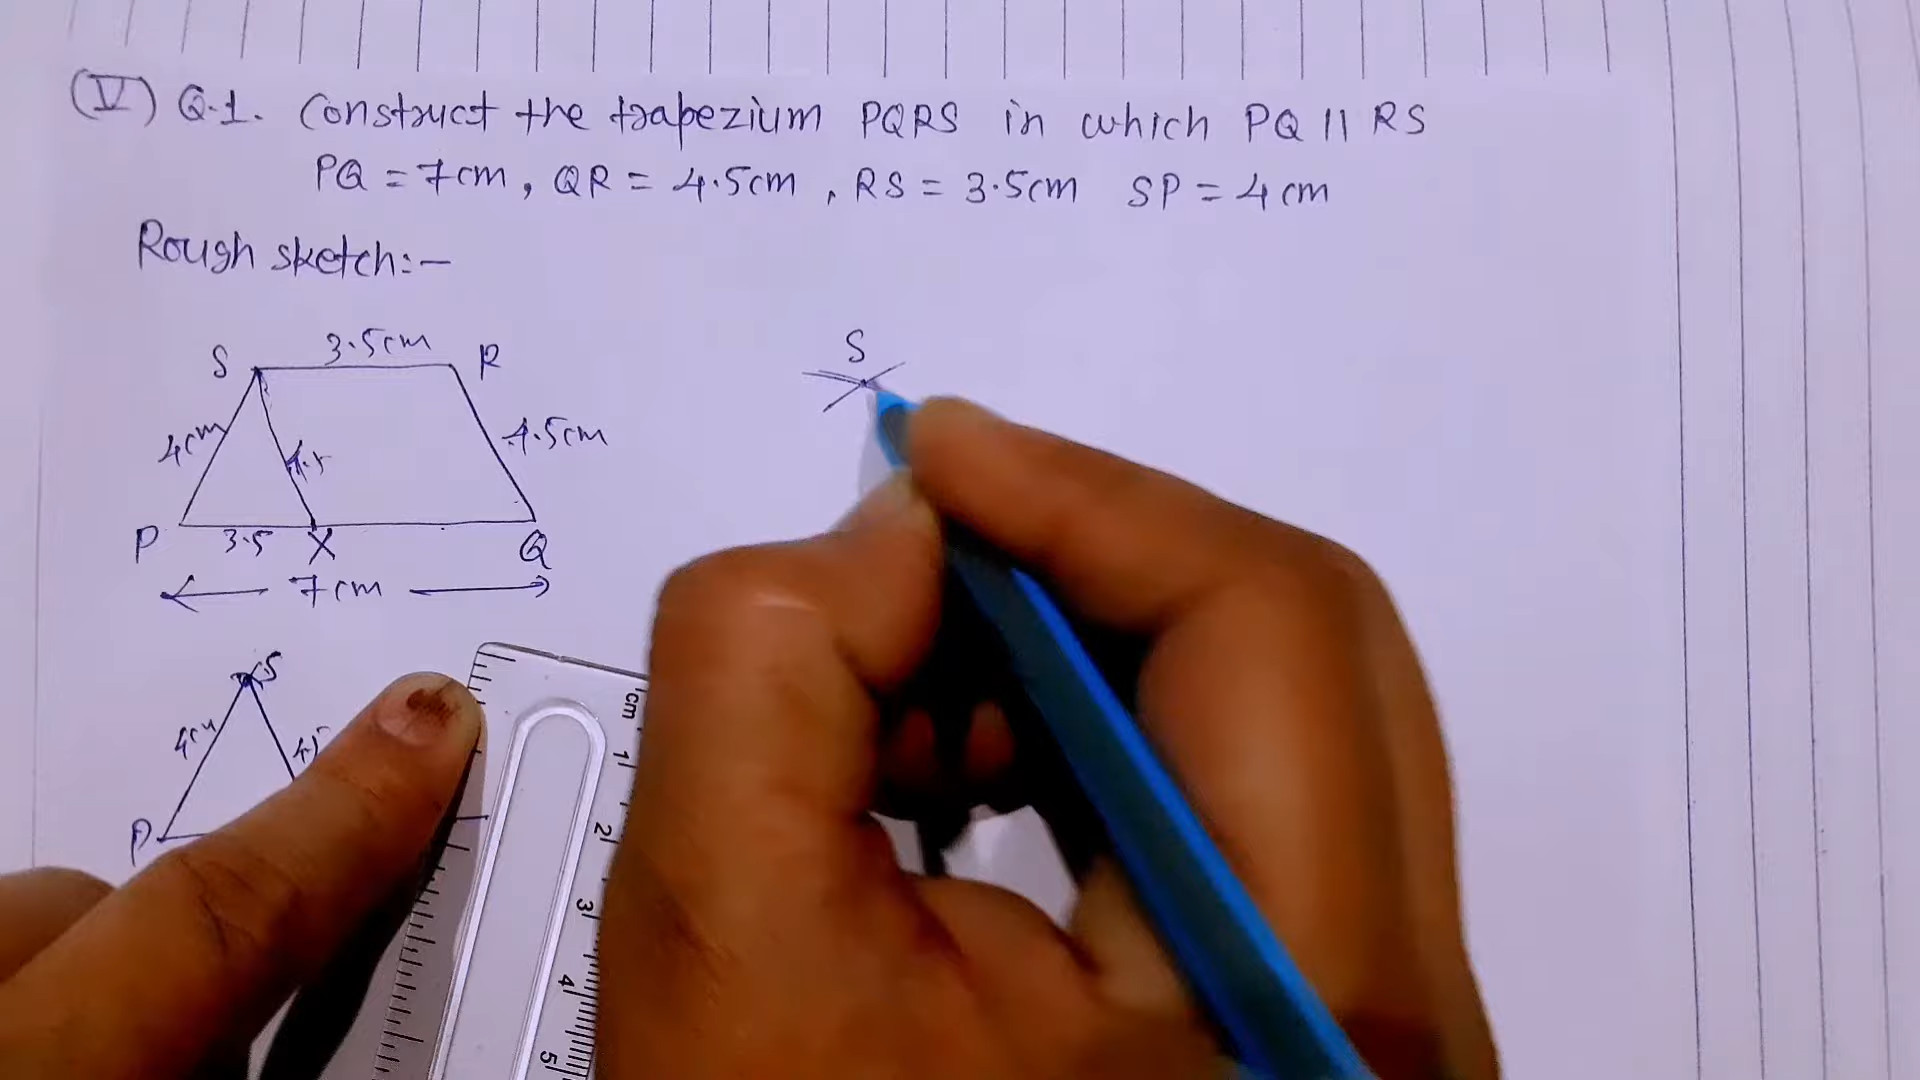 (V) Q.1. Construct the trapezium PQRS in which PQ || RS
PQ = 7cm, QR = 4.5cm, RS = 3.5cm SP = 4cm
Rough sketch:-
S 3.5cm R
4cm 4.5 4.5cm
P 3.5 X Q
7cm
S
S
4cm 4.5
P
cm
1
2
3
4
5